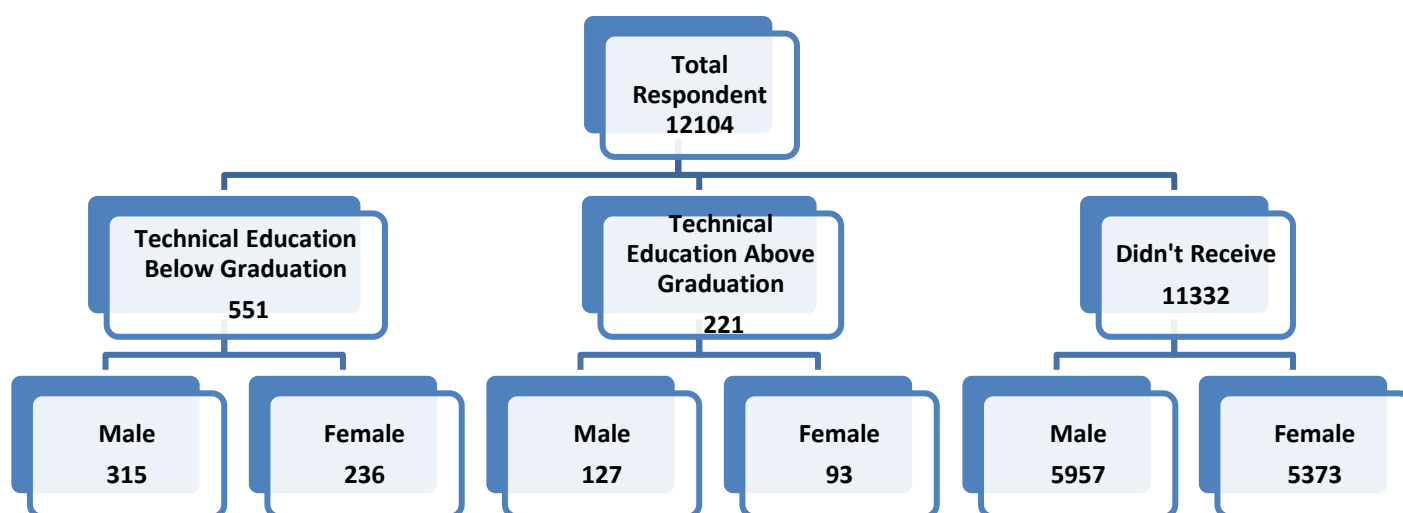 Total
Respondent
12104
Technical Education
Below Graduation
551
Technical
Education Above
Graduation
221
Didn't Receive
11332
Male
315
Female
236
Male
127
Female
93
Male
5957
Female
5373